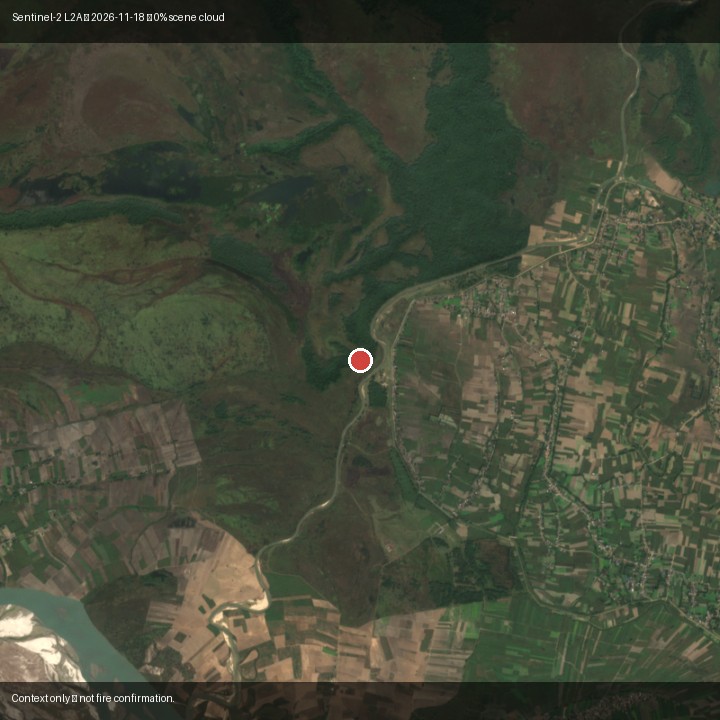 Sentinel-2 L2A▯2026-11-18▯0% scene cloud
Context only▯not fire confirmation.